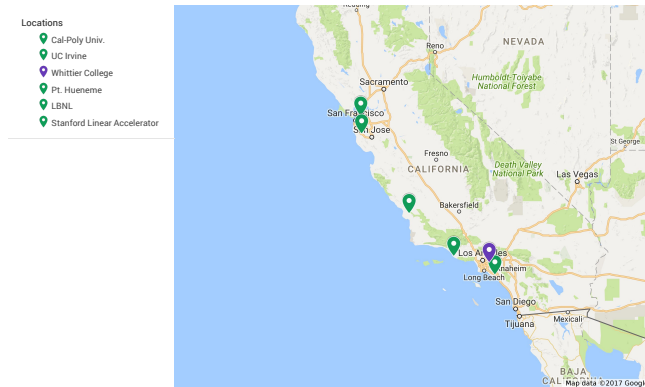 Locations
Cal-Poly Univ.
UC Irvine
Whittier College
Pt. Hueneme
LBNL
Stanford Linear Accelerator
Reno
NEVADA
Humboldt-Toiyabe
National Forest
Sacramento
San Francisco
San Jose
St George
Fresno
Death Valley
National Park
CALIFORNIA
Las Vegas
Bakersfield
Los Angeles
Anaheim
Long Beach
San Diego
Mexicali
Tijuana
BAJA
Map data ©2017 Googl